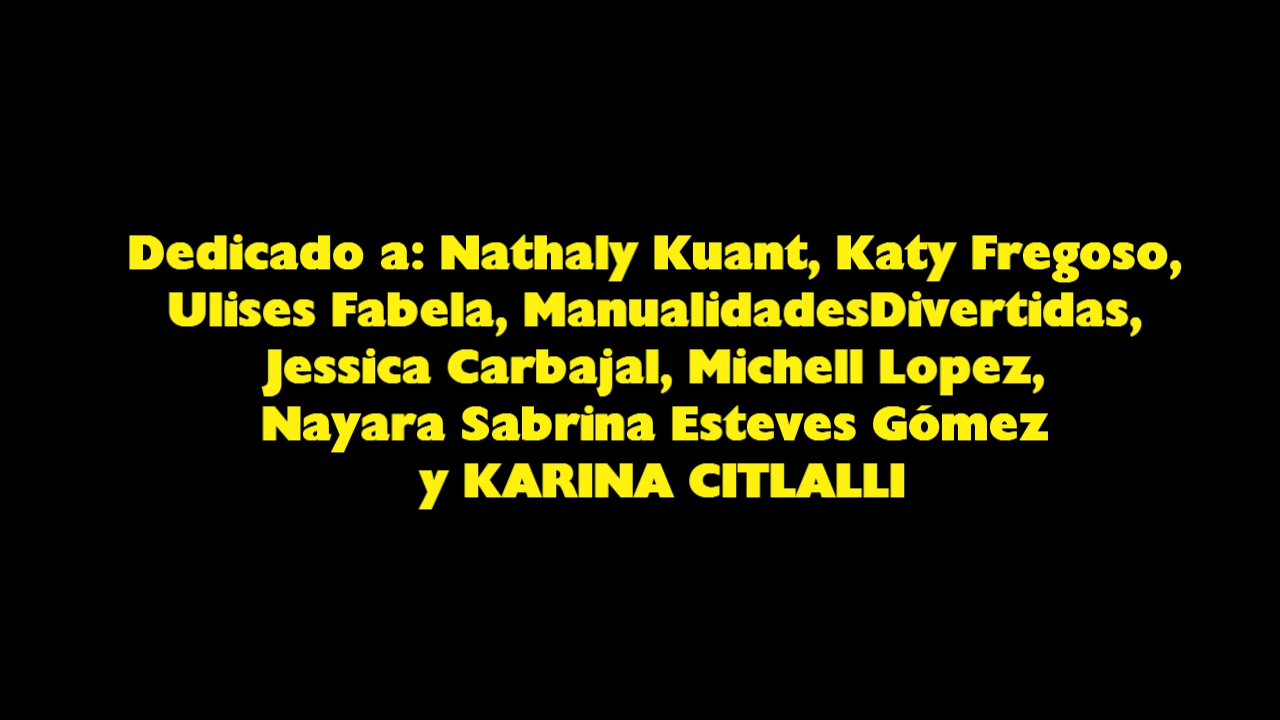 Dedicado a: Nathaly Kuant, Katy Fregoso,
Ulises Fabela, ManualidadesDivertidas,
Jessica Carbajal, Michell Lopez,
Nayara Sabrina Esteves Gómez
y KARINA CITLALLI